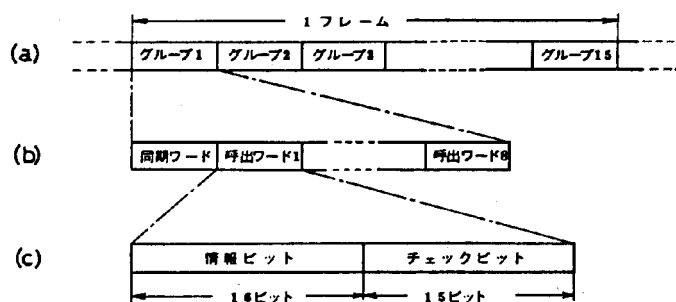 1フレーム
(a) グループ1 グループ2 グループ3 グループ15
(b) 同期ワード 呼出ワード1 呼出ワード8
(c) 情報ビット チェックビット
16ビット 15ビット